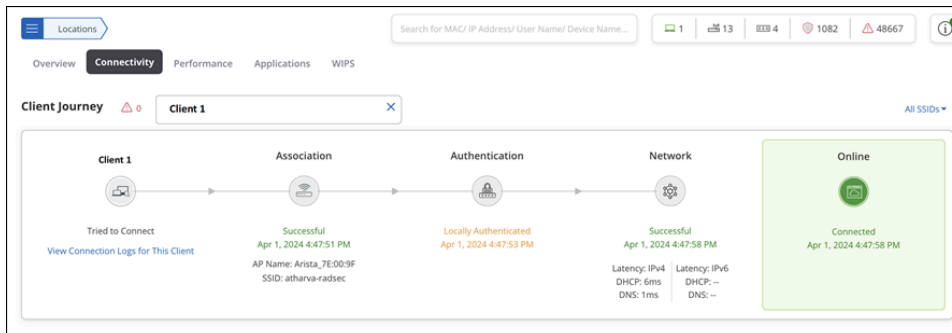 Locations
Search for MAC/ IP Address/ User Name/ Device Name...
1
13
4
1082
48667
Overview
Connectivity
Performance
Applications
WIPS
Client Journey
0
Client 1
All SSIDs
Client 1
Tried to Connect
View Connection Logs for This Client
Association
Successful
Apr 1, 2024 4:47:51 PM
AP Name: Arista_7E:00:9F
SSID: atharva-radsec
Authentication
Locally Authenticated
Apr 1, 2024 4:47:53 PM
Network
Successful
Apr 1, 2024 4:47:58 PM
Latency: IPv4
DHCP: 6ms
DNS: 1ms
Latency: IPv6
DHCP: --
DNS: --
Online
Connected
Apr 1, 2024 4:47:58 PM